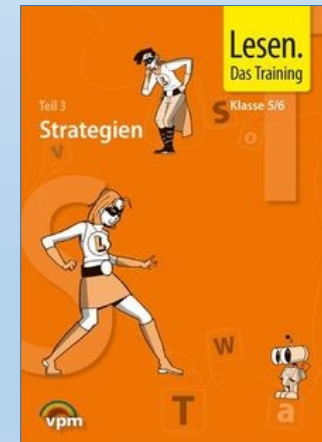 Lesen.
Das Training
Klasse 5/6
Teil 3
Strategien
S
o
V
L
W
T
a
vpm